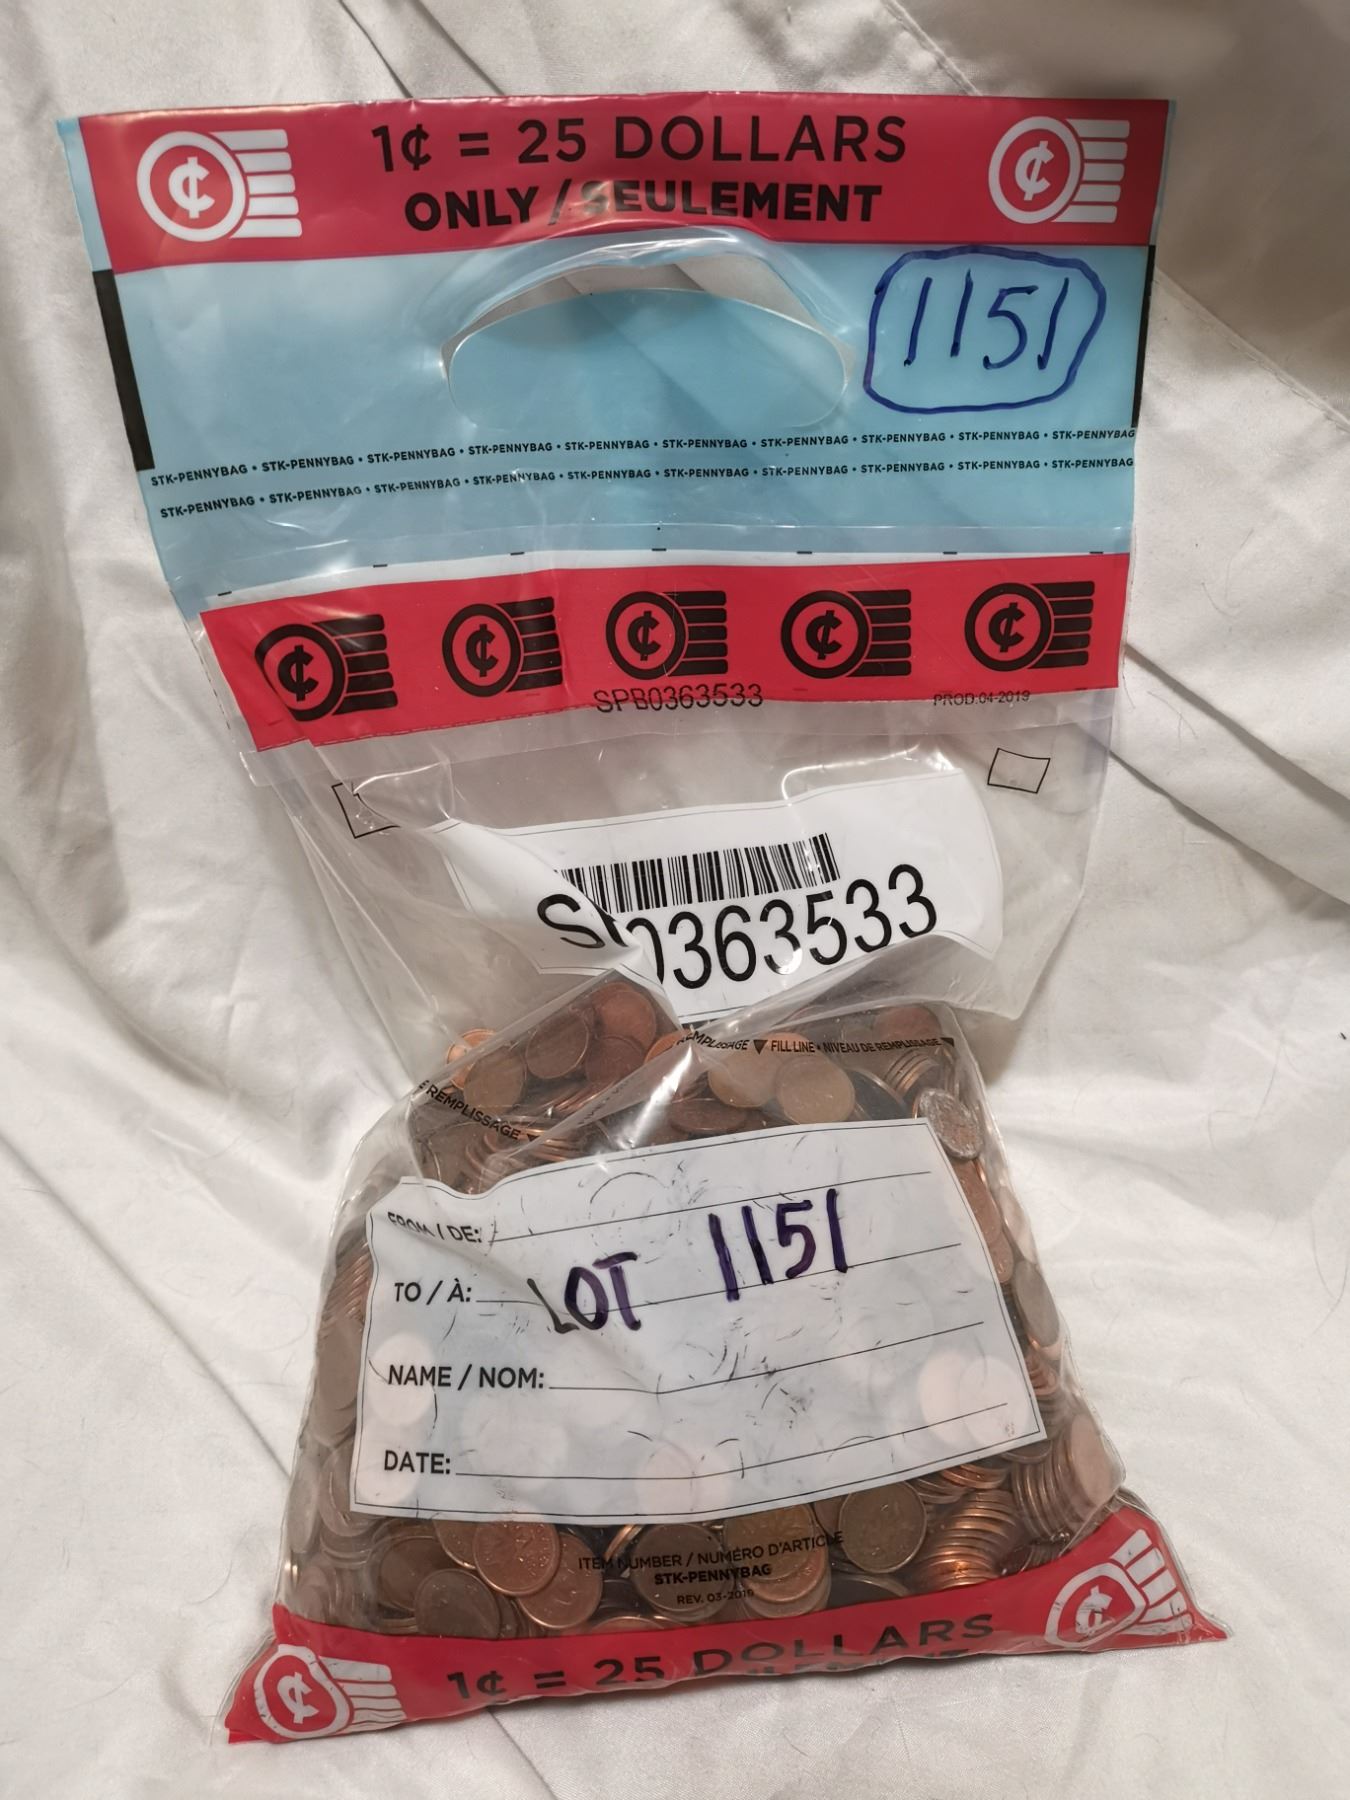 1¢ = 25 DOLLARS
ONLY / SEULEMENT
1151
STK-PENNYBAG • STK-PENNYBAG • STK-PENNYBAG • STK-PENNYBAG • STK-PENNYBAG • STK-PENNYBAG • STK-PENNYBAG • STK-PENNYBAG • STK-PENNYBAG • STK-PENNYBAG
STK-PENNYBAG • STK-PENNYBAG • STK-PENNYBAG • STK-PENNYBAG • STK-PENNYBAG • STK-PENNYBAG • STK-PENNYBAG • STK-PENNYBAG • STK-PENNYBAG • STK-PENNYBAG
SPB0363533
PROD:04-2019
0363533
REMPLISSAGE
FILL LINE • NIVEAU DE REMPLISSAGE
REMPLISSAGE
FROM / DE:
TO / À:
LOT 1151
NAME / NOM:
DATE:
ITEM NUMBER / NUMÉRO D'ARTICLE
STK-PENNYBAG
REV. 03-2019
1¢ = 25 DOLLARS